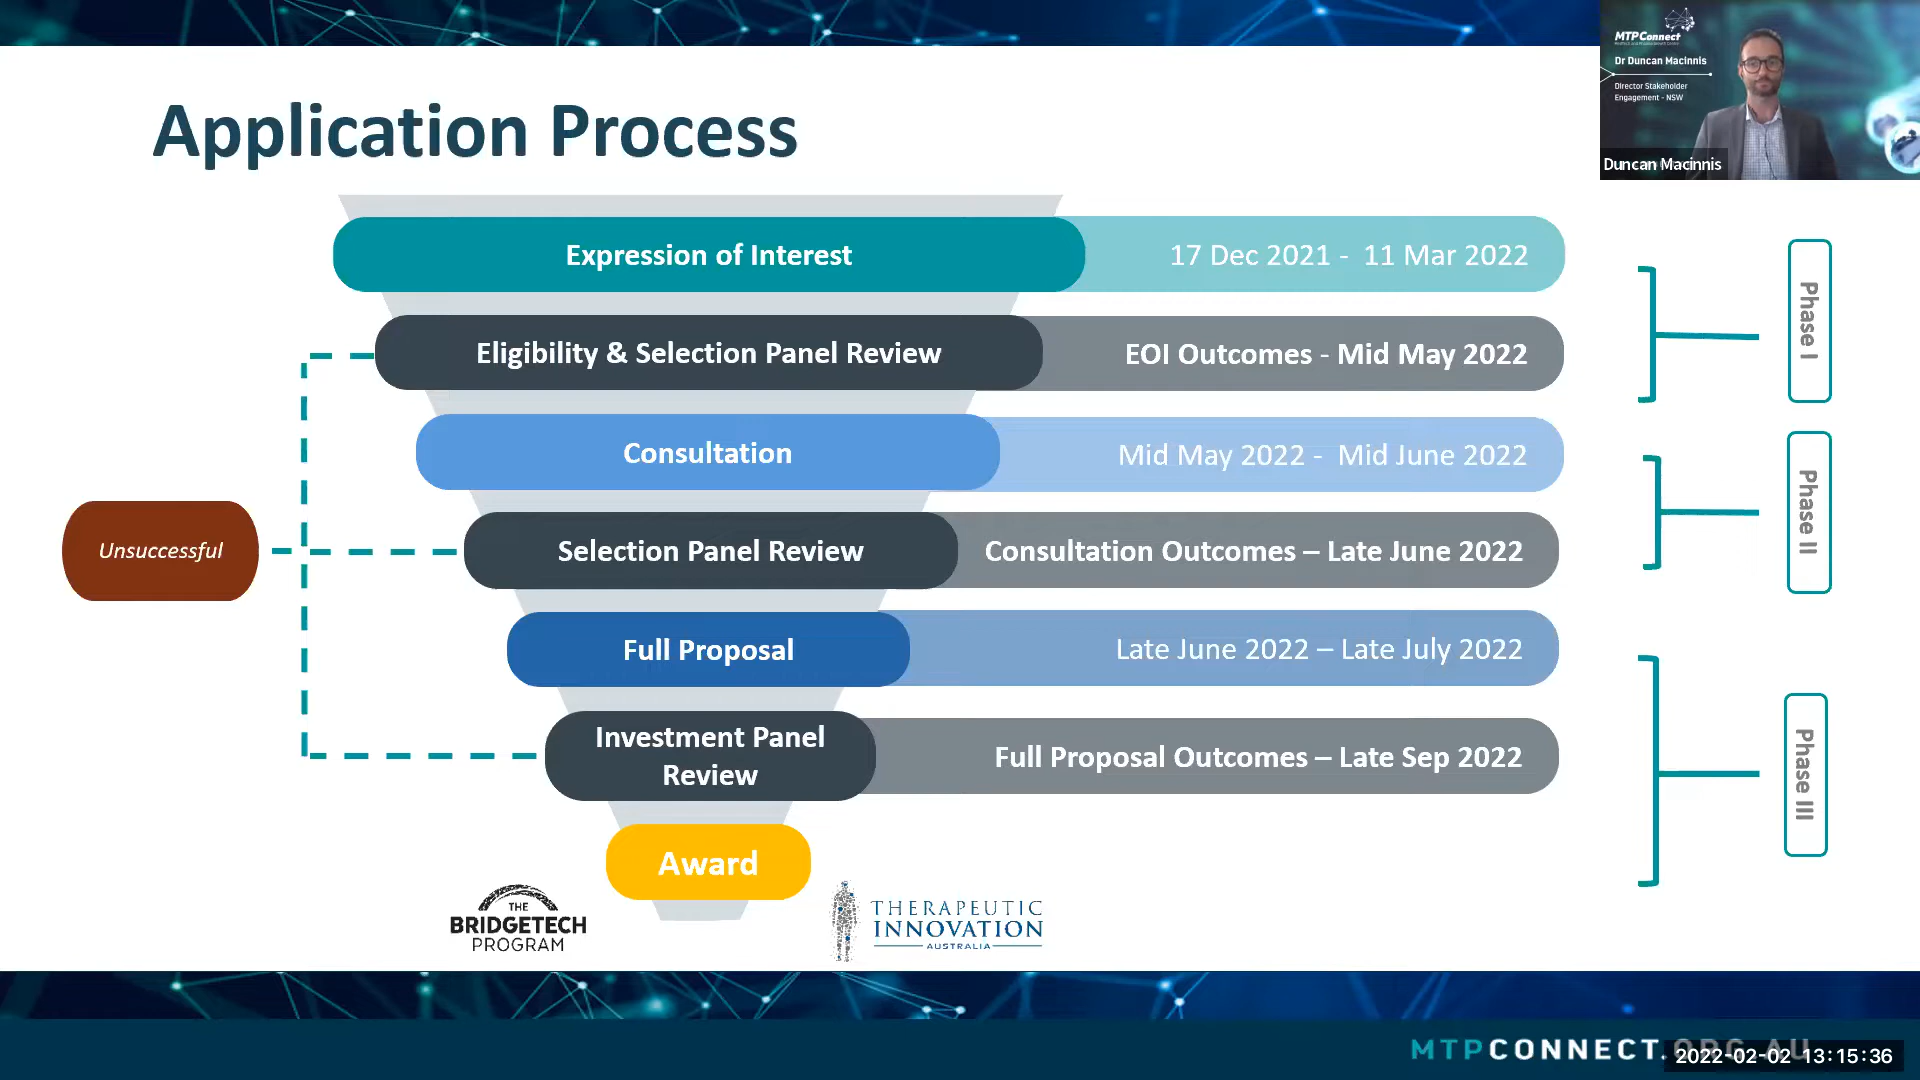 Application Process
MTPConnect
Dr Duncan Macinnis
Director Stakeholder
Engagement - NSW
Duncan Macinnis
Expression of Interest
17 Dec 2021 - 11 Mar 2022
Eligibility & Selection Panel Review
EOI Outcomes - Mid May 2022
Consultation
Mid May 2022 - Mid June 2022
Selection Panel Review
Consultation Outcomes – Late June 2022
Full Proposal
Late June 2022 – Late July 2022
Investment Panel
Review
Full Proposal Outcomes – Late Sep 2022
Award
Unsuccessful
Phase I
Phase II
Phase III
THE
BRIDGETECH
PROGRAM
THERAPEUTIC
INNOVATION
AUSTRALIA
MTPCONNECT.ORG.AU
2022-02-02 13:15:36